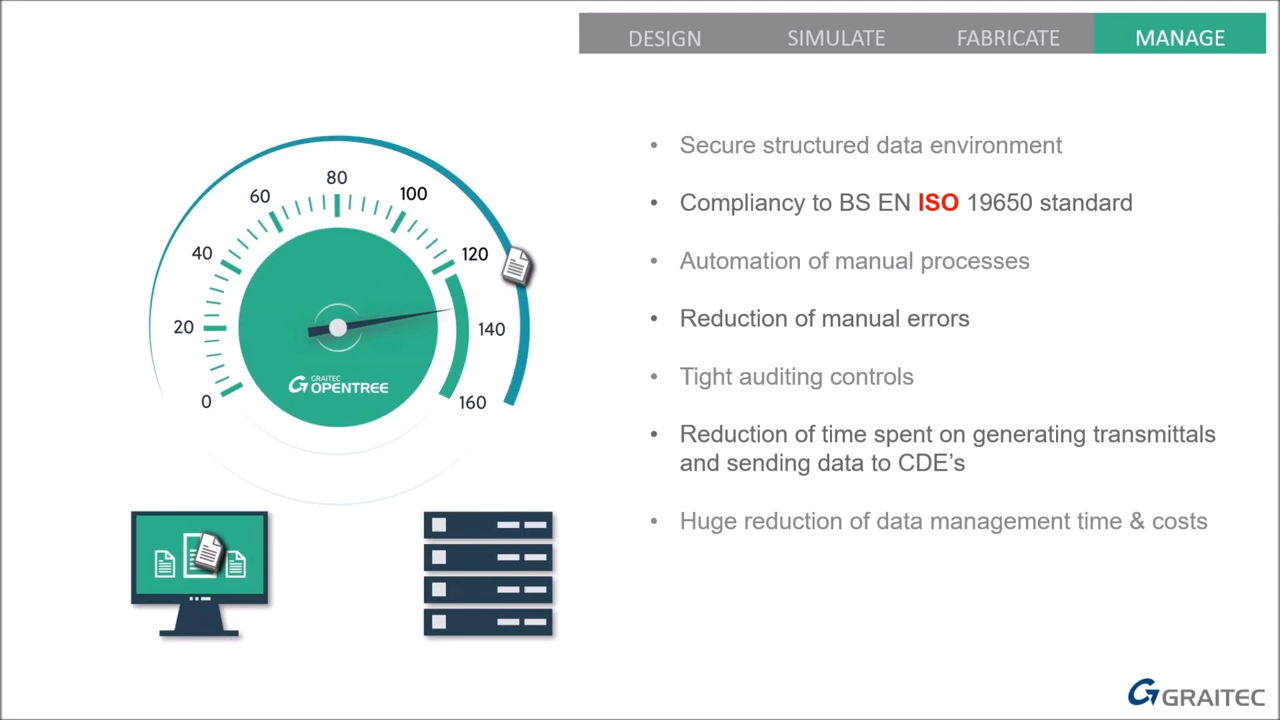 DESIGN SIMULATE FABRICATE MANAGE
80
60 100
40 120
20 140
0 160
GRAITEC
OPENTREE
• Secure structured data environment
• Compliancy to BS EN ISO 19650 standard
• Automation of manual processes
• Reduction of manual errors
• Tight auditing controls
• Reduction of time spent on generating transmittals
and sending data to CDE’s
• Huge reduction of data management time & costs
GRAITEC